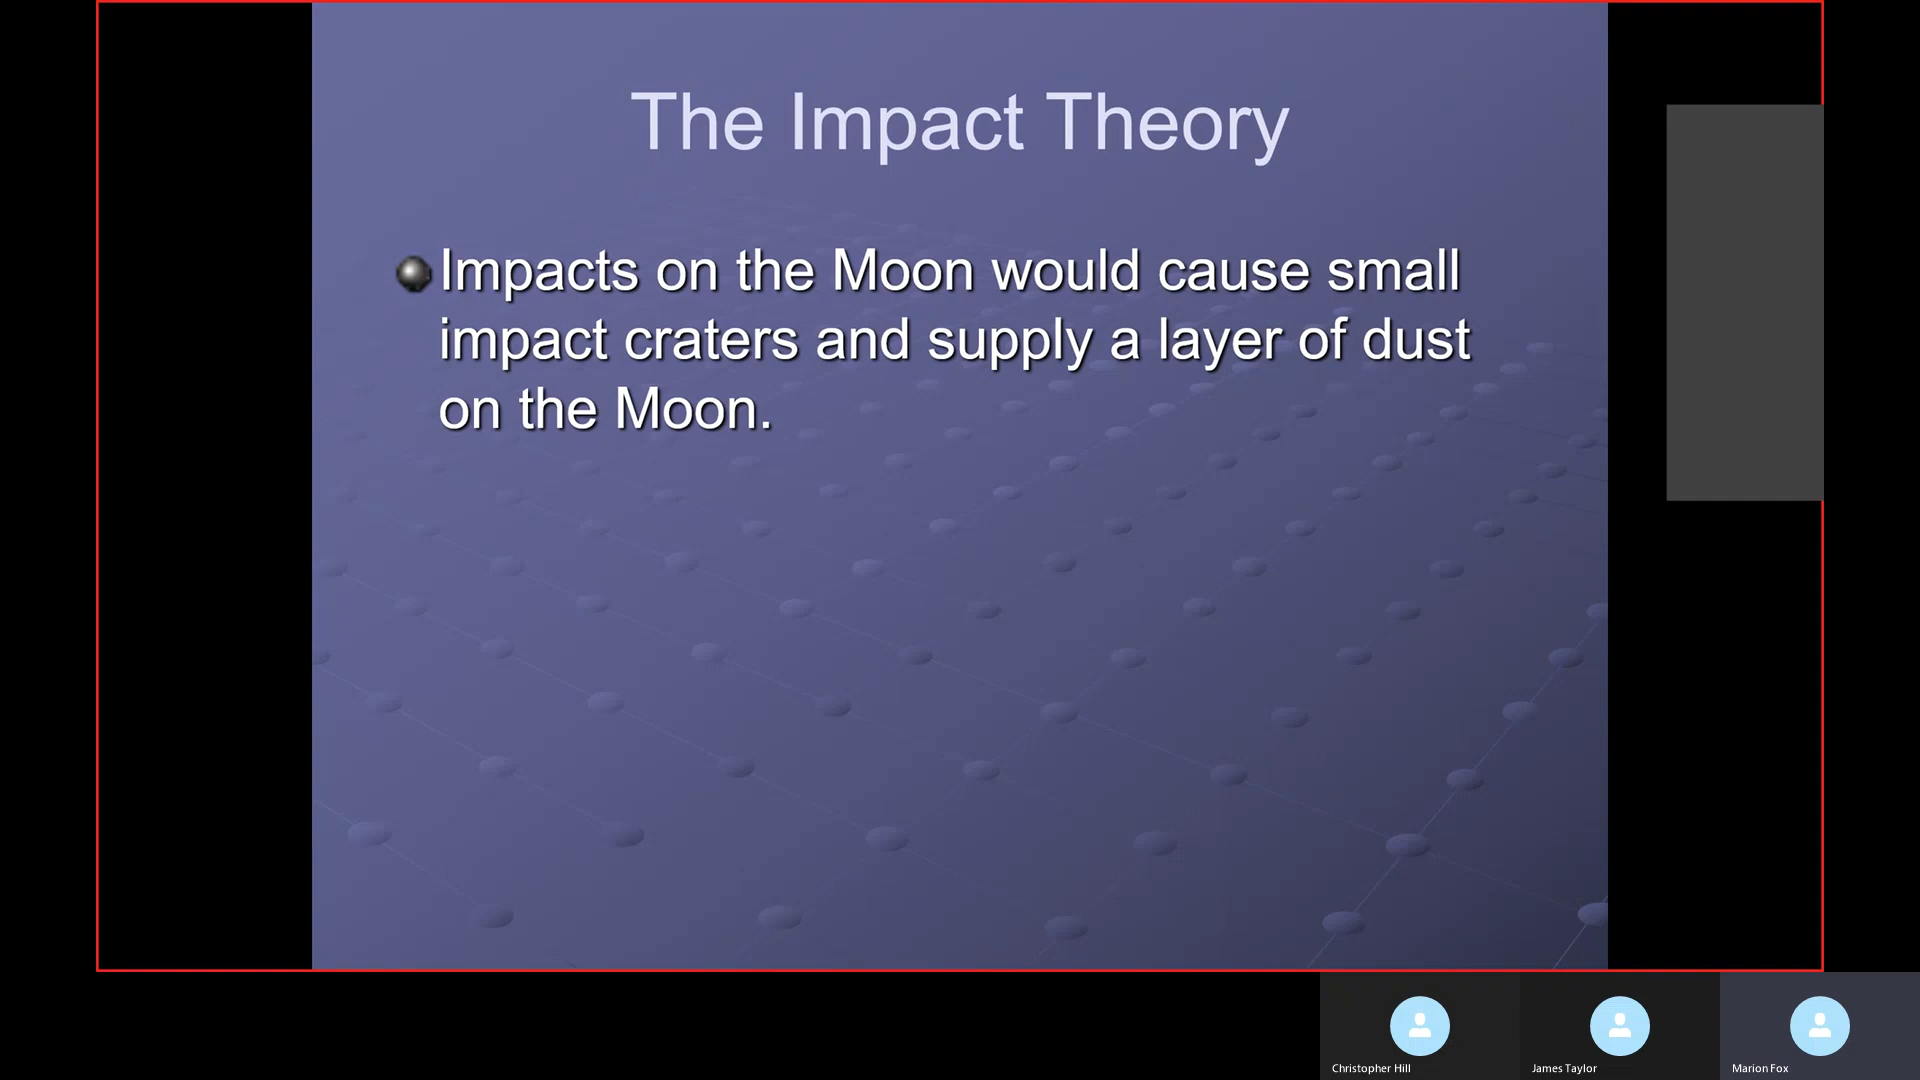 The Impact Theory
Impacts on the Moon would cause small
impact craters and supply a layer of dust
on the Moon.
Christopher Hill
James Taylor
Marion Fox